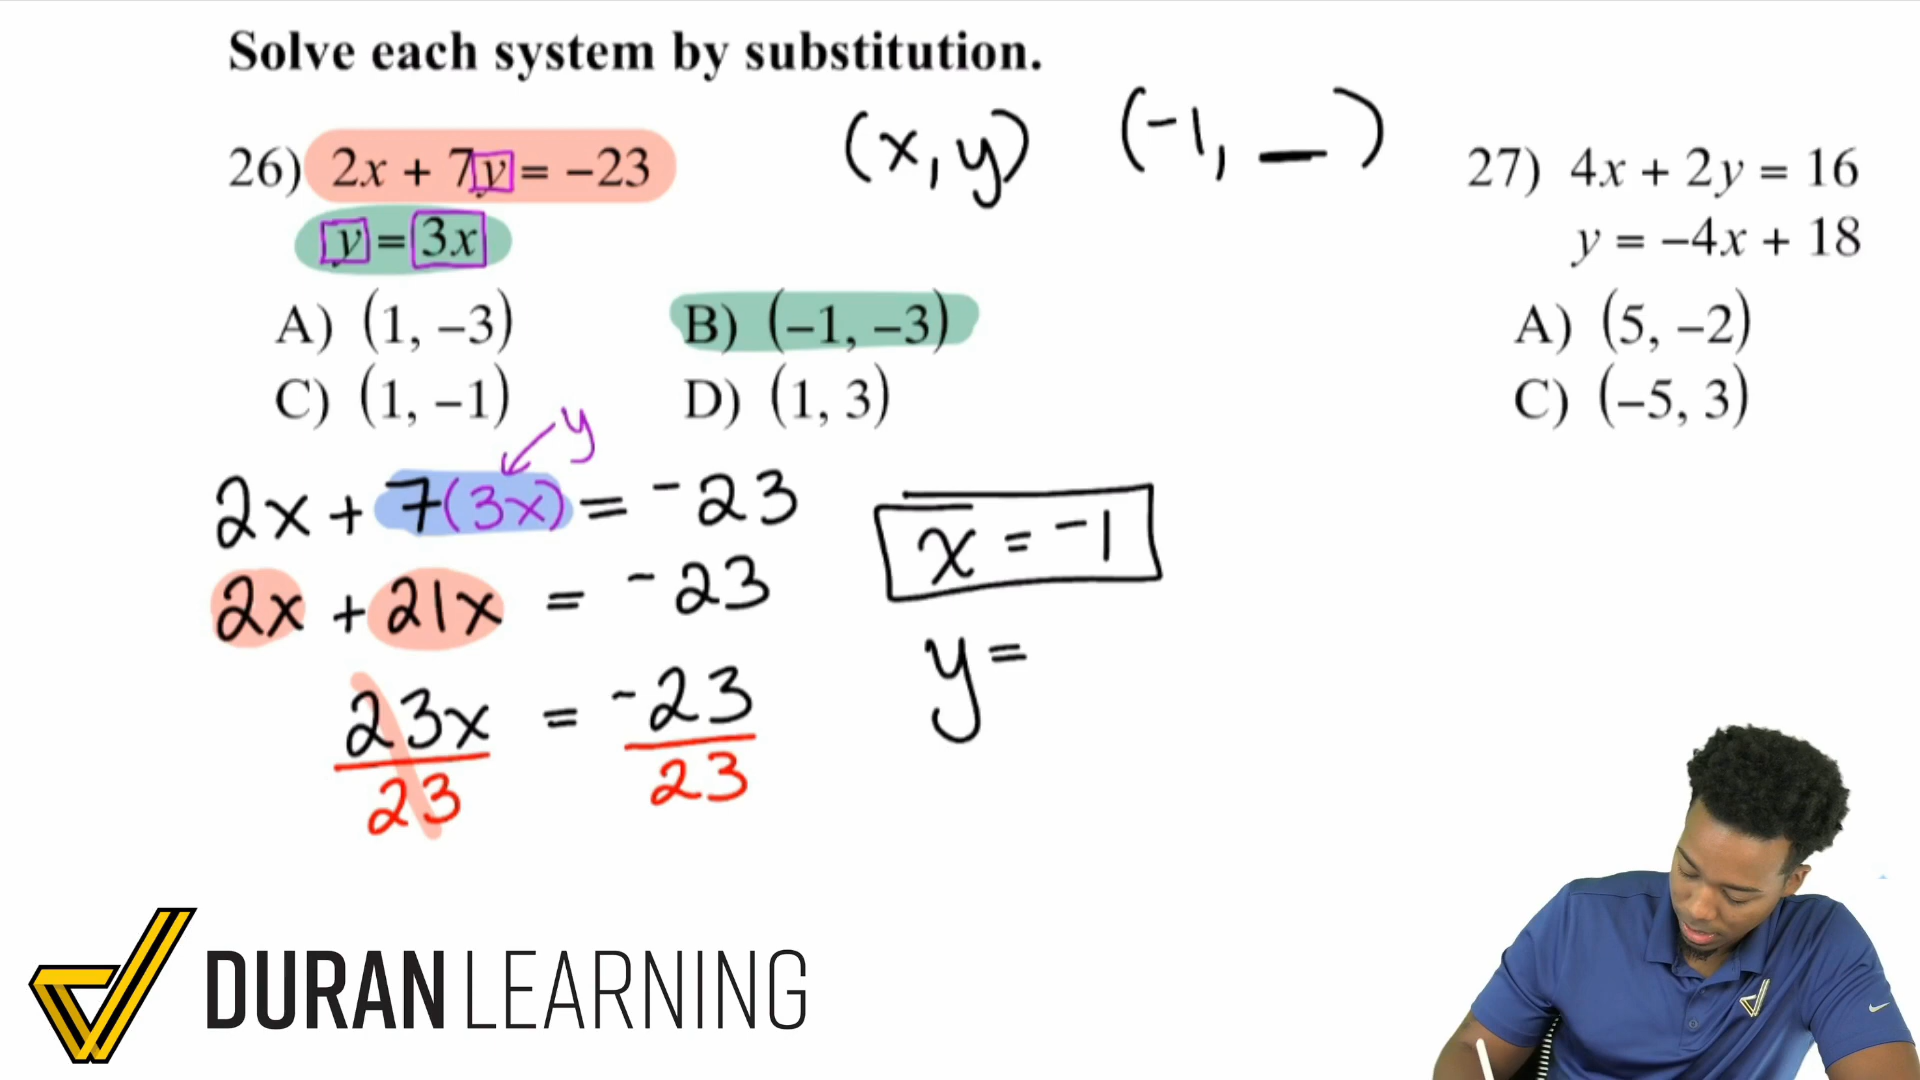 Solve each system by substitution.
(x, y) (-1, _)
26) 2x + 7y = −23
y = 3x
A) (1, −3) B) (−1, −3)
C) (1, −1) D) (1, 3)
y
2x + 7(3x) = -23
2x + 21x = -23
23x = -23
23 23
x = -1
y =
27) 4x + 2y = 16
y = −4x + 18
A) (5, −2)
C) (−5, 3)
DURAN LEARNING